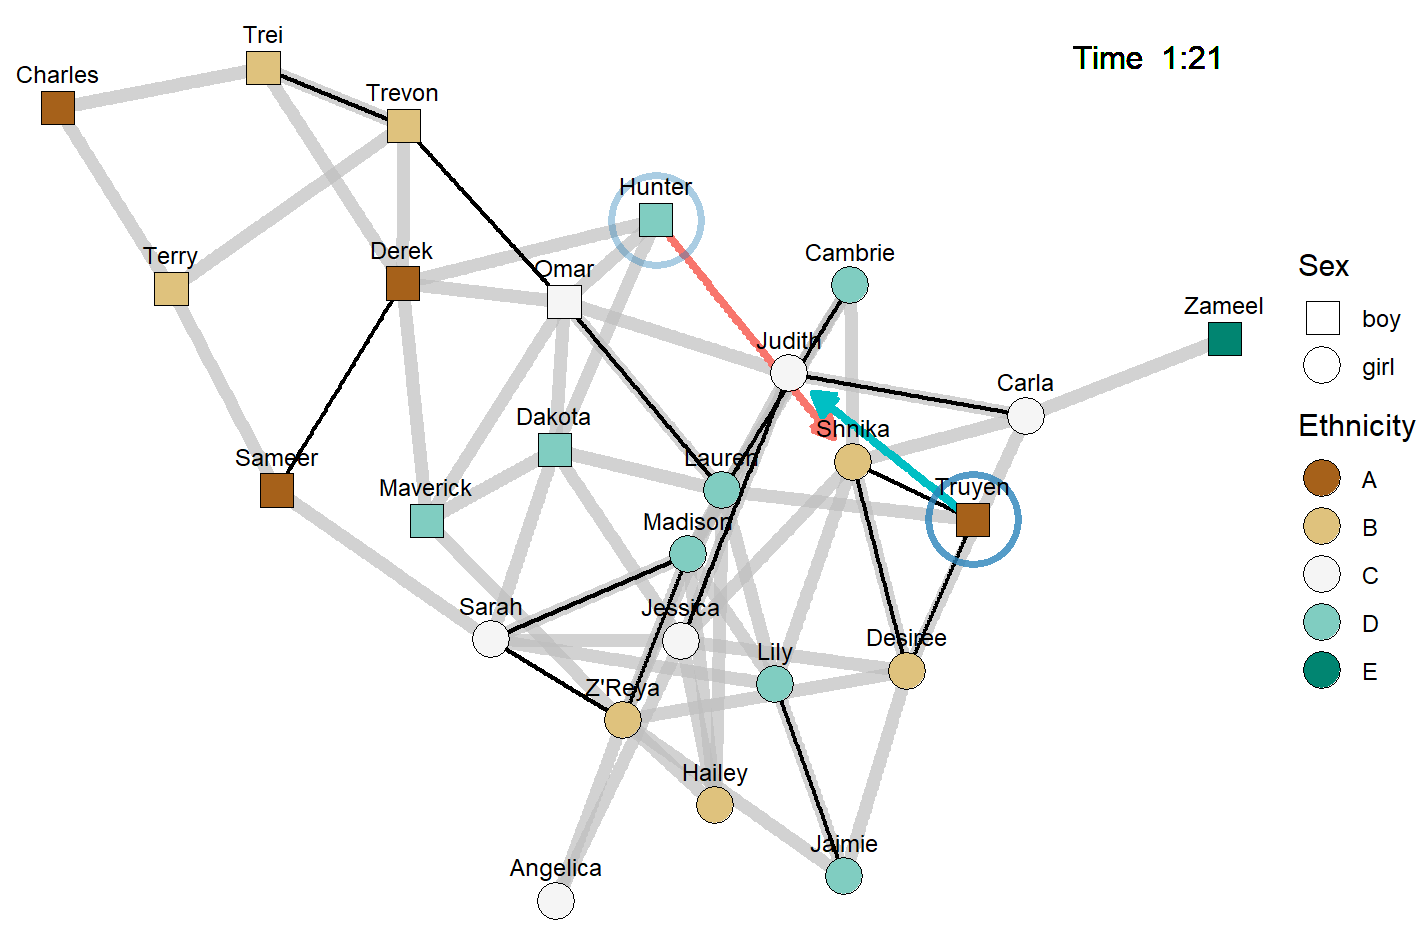 Trei
Time 1:21
Charles
Trevon
Hunter
Terry
Derek
Omar
Cambrie
Zameel
Judith
Carla
Dakota
Shnika
Sameer
Maverick
Lauren
Truyen
Madison
Sarah
Jessica
Desiree
Lily
Z'Reya
Hailey
Jaimie
Angelica
Sex
boy
girl
Ethnicity
A
B
C
D
E